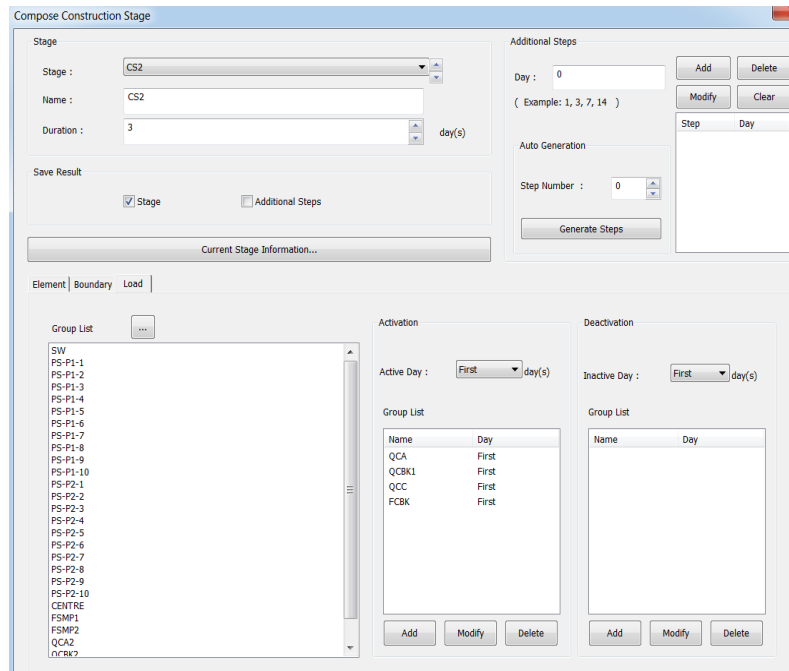 Compose Construction Stage
Stage
Stage : CS2
Name : CS2
Duration : 3 day(s)
Save Result
Stage Additional Steps
Current Stage Information...
Additional Steps
Day : 0
( Example: 1, 3, 7, 14 )
Add Delete
Modify Clear
Step Day
Auto Generation
Step Number : 0
Generate Steps
Element Boundary Load
Group List ...
SW
PS-P1-1
PS-P1-2
PS-P1-3
PS-P1-4
PS-P1-5
PS-P1-6
PS-P1-7
PS-P1-8
PS-P1-9
PS-P1-10
PS-P2-1
PS-P2-2
PS-P2-3
PS-P2-4
PS-P2-5
PS-P2-6
PS-P2-7
PS-P2-8
PS-P2-9
PS-P2-10
CENTRE
FSMP1
FSMP2
QCA2
QCBK2
Activation
Active Day : First day(s)
Group List
Name Day
QCA First
QCBK1 First
QCC First
FCBK First
Add Modify Delete
Deactivation
Inactive Day : First day(s)
Group List
Name Day
Add Modify Delete